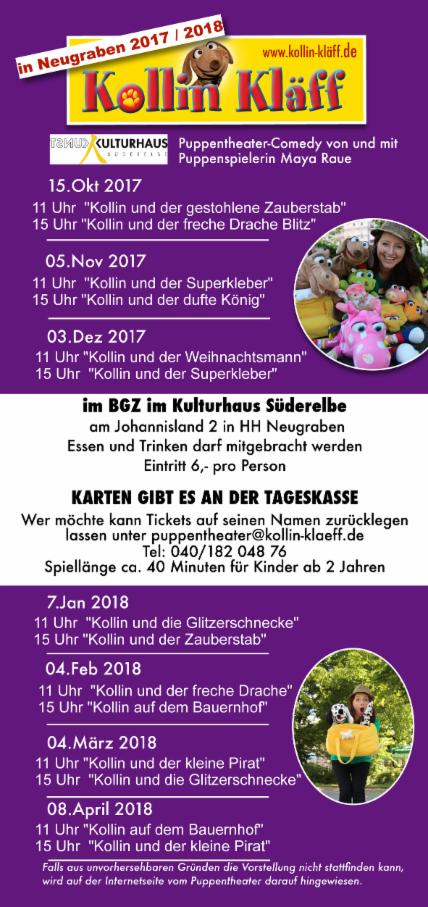 in Neugraben 2017 / 2018
www.kollin-kläff.de
Kollin Kläff
KUNST KULTURHAUS
SÜDERELBE
Puppentheater-Comedy von und mit
Puppenspielerin Maya Raue
15.Okt 2017
11 Uhr "Kollin und der gestohlene Zauberstab"
15 Uhr "Kollin und der freche Drache Blitz"
05.Nov 2017
11 Uhr "Kollin und der Superkleber"
15 Uhr "Kollin und der dufte König"
03.Dez 2017
11 Uhr "Kollin und der Weihnachtsmann"
15 Uhr "Kollin und der Superkleber"
im BGZ im Kulturhaus Süderelbe
am Johannisland 2 in HH Neugraben
Essen und Trinken darf mitgebracht werden
Eintritt 6,- pro Person
KARTEN GIBT ES AN DER TAGESKASSE
Wer möchte kann Tickets auf seinen Namen zurücklegen
lassen unter puppentheater@kollin-klaeff.de
Tel: 040/182 048 76
Spiellänge ca. 40 Minuten für Kinder ab 2 Jahren
7.Jan 2018
11 Uhr "Kollin und die Glitzerschnecke"
15 Uhr "Kollin und der Zauberstab"
04.Feb 2018
11 Uhr "Kollin und der freche Drache"
15 Uhr "Kollin auf dem Bauernhof"
04.März 2018
11 Uhr "Kollin und der kleine Pirat"
15 Uhr "Kollin und die Glitzerschnecke"
08.April 2018
11 Uhr "Kollin auf dem Bauernhof"
15 Uhr "Kollin und der kleine Pirat"
Falls aus unvorhersehbaren Gründen die Vorstellung nicht stattfinden kann,
wird auf der Internetseite vom Puppentheater darauf hingewiesen.